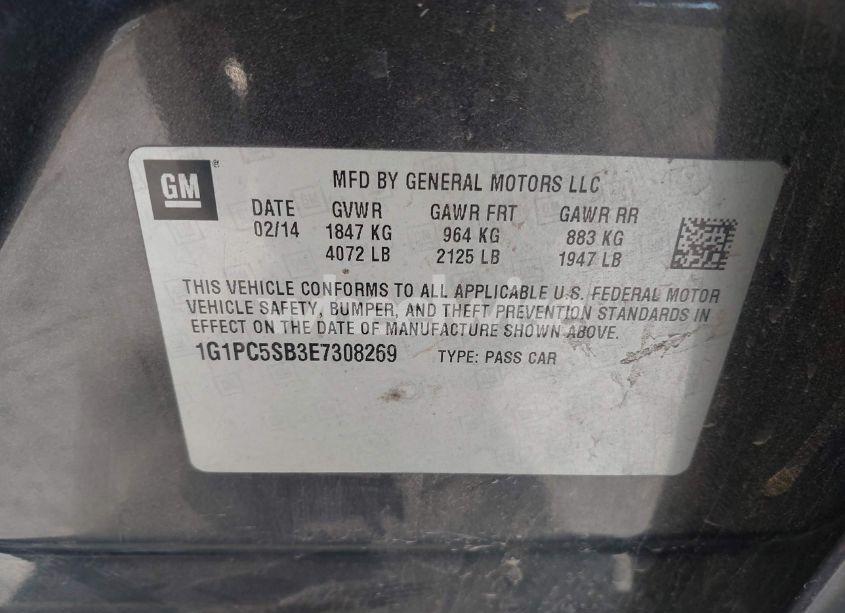 GM
MFD BY GENERAL MOTORS LLC
DATE GVWR GAWR FRT GAWR RR
02/14 1847 KG 964 KG 883 KG
4072 LB 2125 LB 1947 LB
THIS VEHICLE CONFORMS TO ALL APPLICABLE U.S. FEDERAL MOTOR
VEHICLE SAFETY, BUMPER, AND THEFT PREVENTION STANDARDS IN
EFFECT ON THE DATE OF MANUFACTURE SHOWN ABOVE.
1G1PC5SB3E7308269 TYPE: PASS CAR